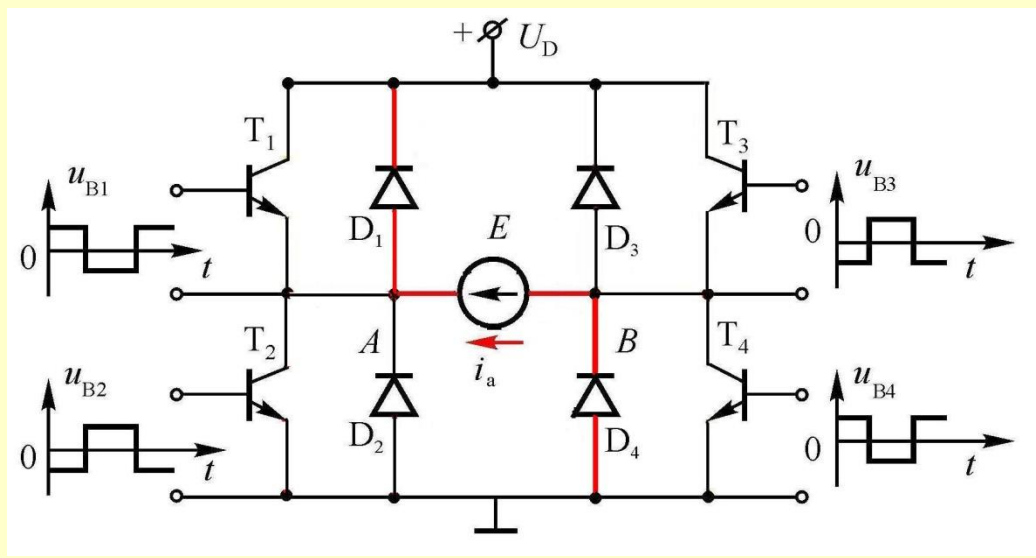 + U_D
T_1
T_3
u_B1
D_1
E
D_3
u_B3
0
t
0
t
T_2
A
i_a
B
T_4
u_B2
D_2
D_4
u_B4
0
t
0
t